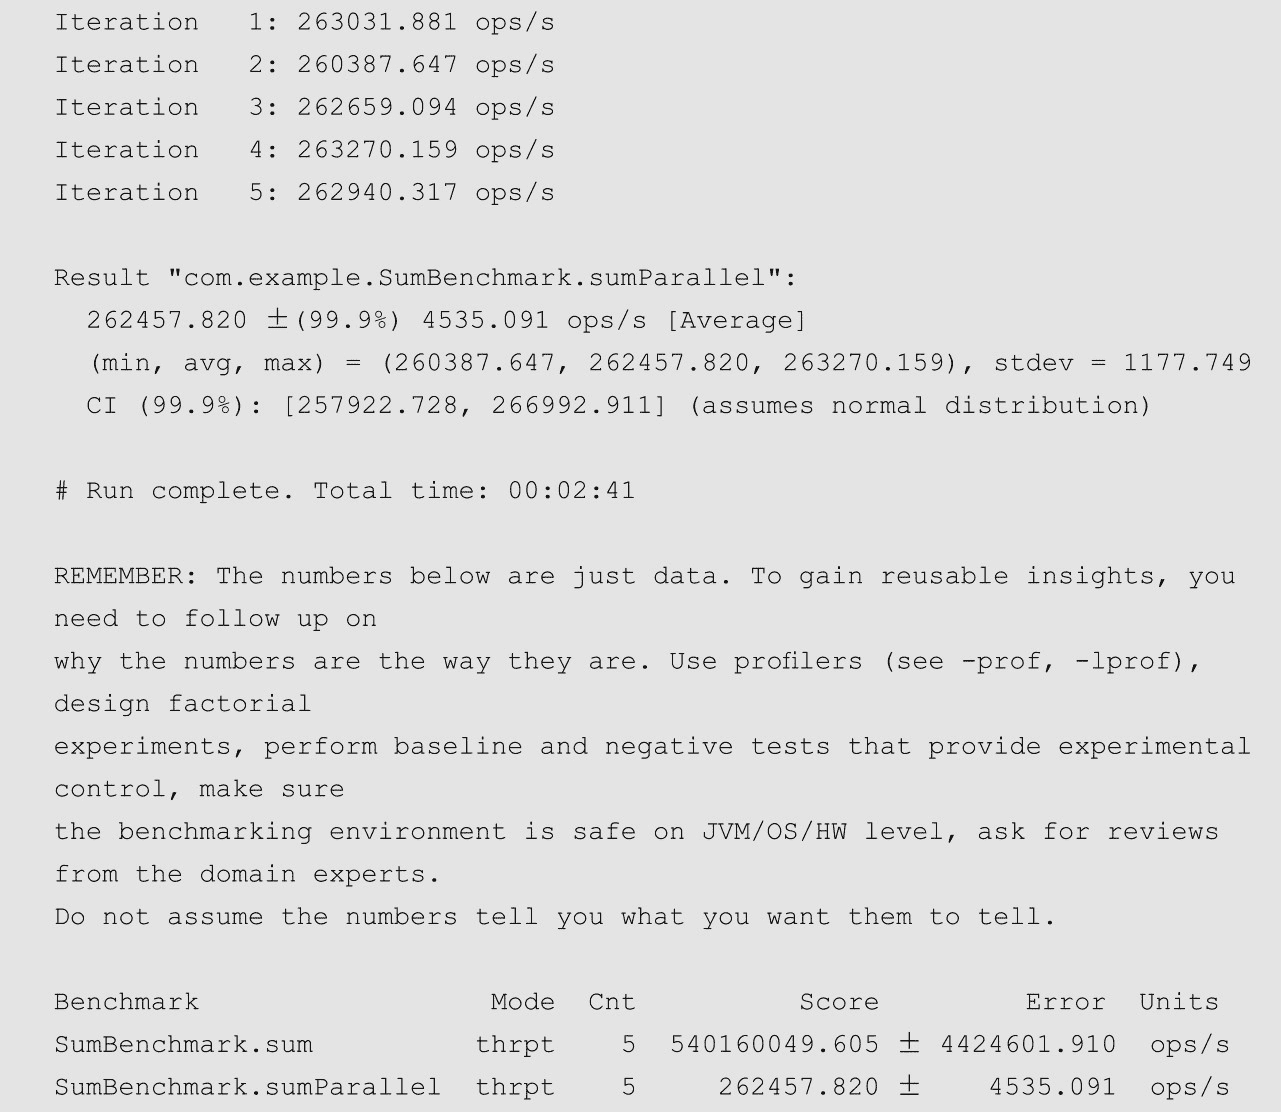 Iteration   1: 263031.881 ops/s
Iteration   2: 260387.647 ops/s
Iteration   3: 262659.094 ops/s
Iteration   4: 263270.159 ops/s
Iteration   5: 262940.317 ops/s

Result "com.example.SumBenchmark.sumParallel":
  262457.820 ±(99.9%) 4535.091 ops/s [Average]
  (min, avg, max) = (260387.647, 262457.820, 263270.159), stdev = 1177.749
  CI (99.9%): [257922.728, 266992.911] (assumes normal distribution)

# Run complete. Total time: 00:02:41

REMEMBER: The numbers below are just data. To gain reusable insights, you
need to follow up on
why the numbers are the way they are. Use profilers (see -prof, -lprof),
design factorial
experiments, perform baseline and negative tests that provide experimental
control, make sure
the benchmarking environment is safe on JVM/OS/HW level, ask for reviews
from the domain experts.
Do not assume the numbers tell you what you want them to tell.

Benchmark                  Mode  Cnt          Score         Error  Units
SumBenchmark.sum          thrpt    5  540160049.605 ± 4424601.910  ops/s
SumBenchmark.sumParallel  thrpt    5     262457.820 ±    4535.091  ops/s